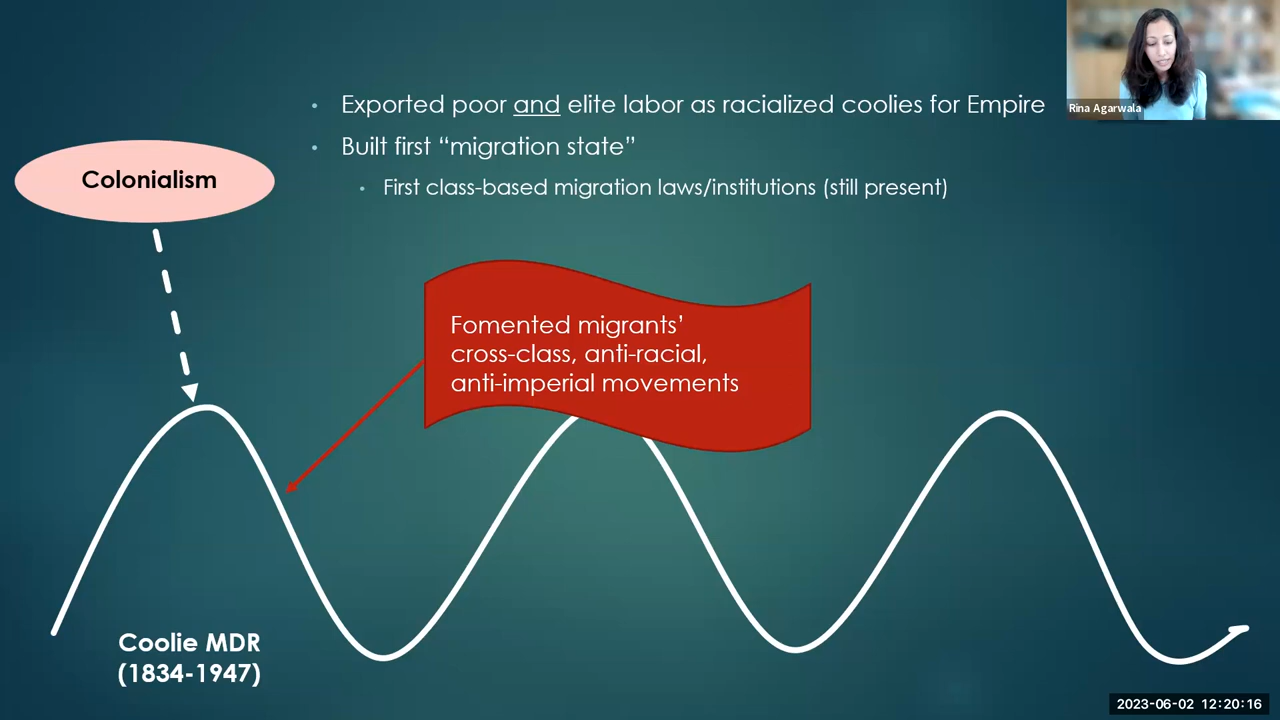 Exported poor and elite labor as racialized coolies for Empire
Rina Agarwala
Built first “migration state”
Colonialism
First class-based migration laws/institutions (still present)
Fomented migrants’
cross-class, anti-racial,
anti-imperial movements
Coolie MDR
(1834-1947)
2023-06-02 12:20:16